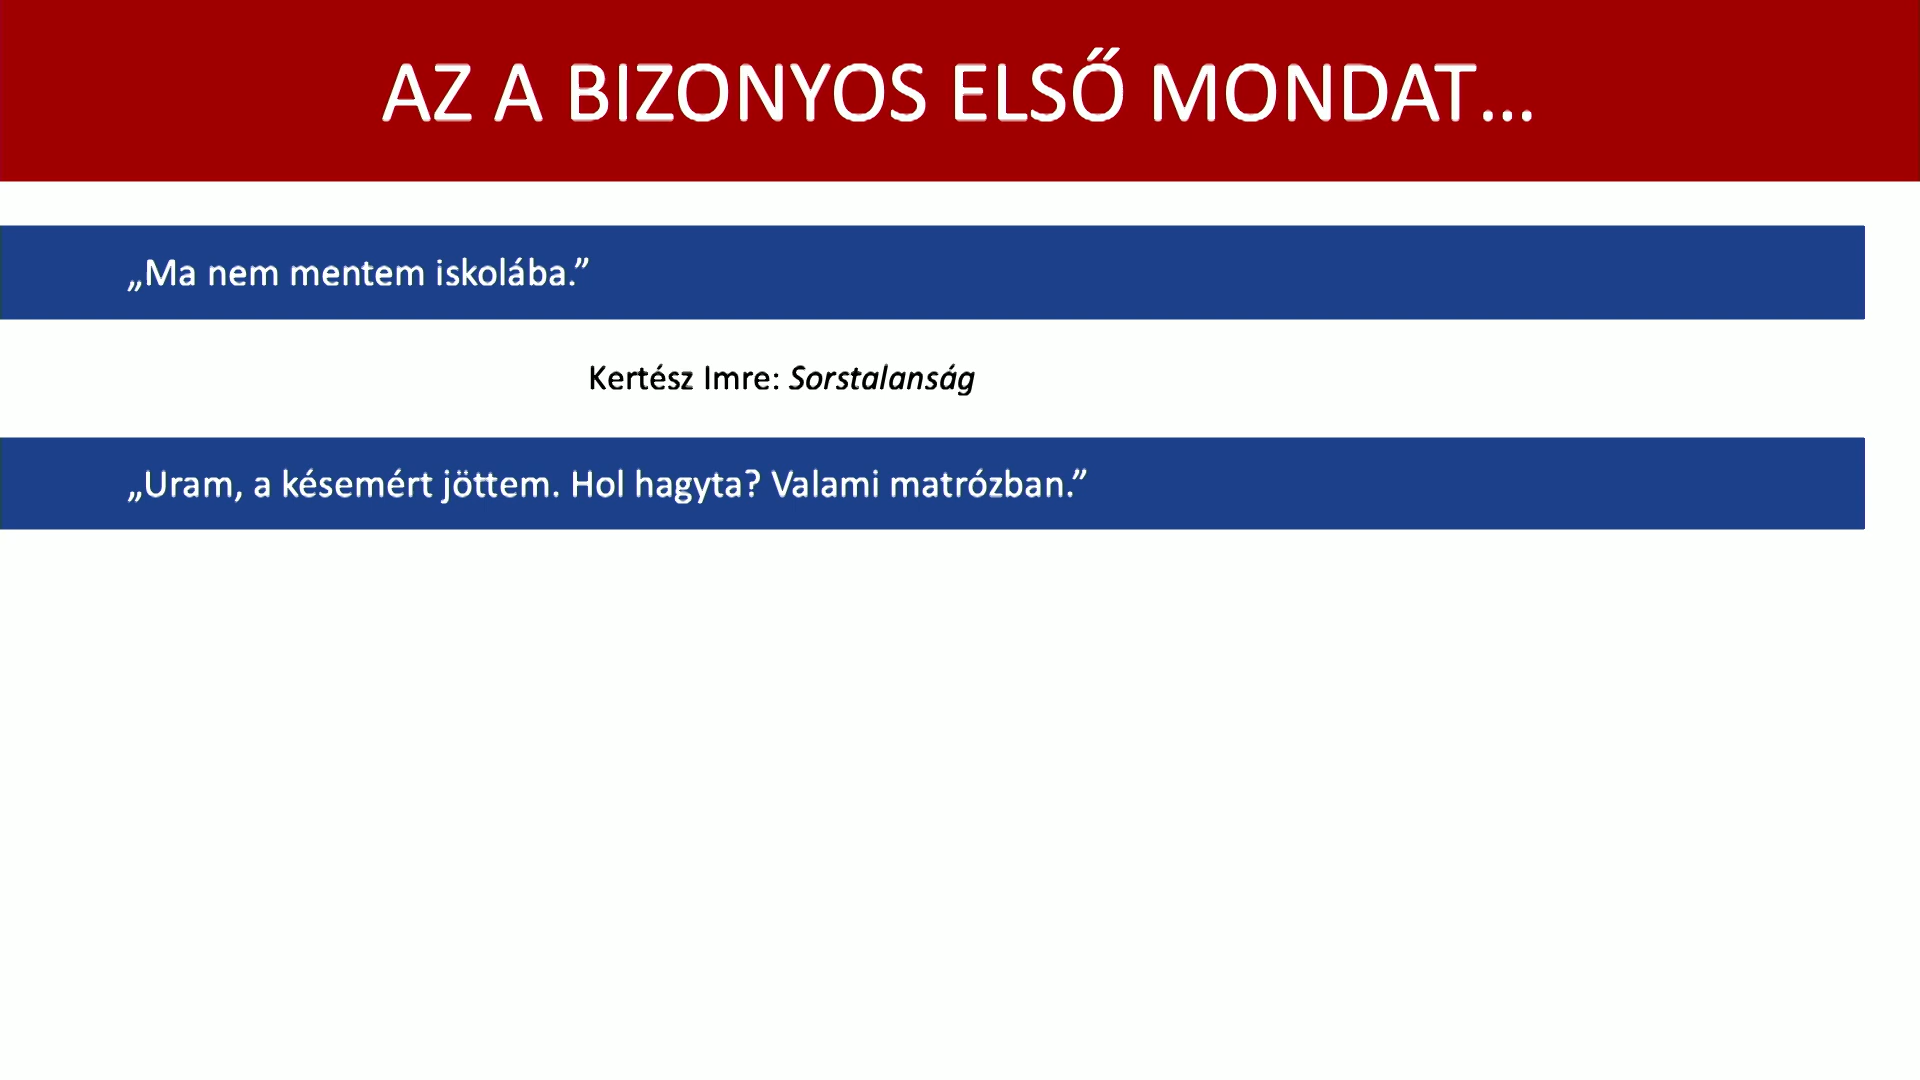 AZ A BIZONYOS ELSŐ MONDAT…
„Ma nem mentem iskolába.”
Kertész Imre: Sorstalanság
„Uram, a késemért jöttem. Hol hagyta? Valami matrózban.”